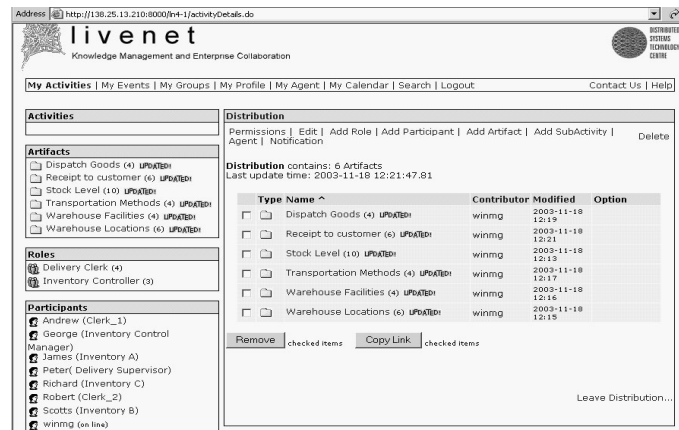 Address http://138.25.13.210:8000/ln4-1/activityDetails.do
livenet
Knowledge Management and Enterprise Collaboration
DISTRIBUTED
SYSTEMS
TECHNOLOGY
CENTRE
My Activities | My Events | My Groups | My Profile | My Agent | My Calendar | Search | Logout
Contact Us | Help
Activities
Artifacts
Dispatch Goods (4) UPDATED!
Receipt to customer (6) UPDATED!
Stock Level (10) UPDATED!
Transportation Methods (4) UPDATED!
Warehouse Facilities (4) UPDATED!
Warehouse Locations (6) UPDATED!
Roles
Delivery Clerk (4)
Inventory Controller (3)
Participants
Andrew (Clerk_1)
George (Inventory Control
Manager)
James (Inventory A)
Peter( Delivery Supervisor)
Richard (Inventory C)
Robert (Clerk_2)
Scotts (Inventory B)
winmg (on line)
Distribution
Permissions | Edit | Add Role | Add Participant | Add Artifact | Add SubActivity |
Agent | Notification
Delete
Distribution contains: 6 Artifacts
Last update time: 2003-11-18 12:21:47.81
Type Name ^ Contributor Modified Option
Dispatch Goods (4) UPDATED! winmg 2003-11-18
12:19
Receipt to customer (6) UPDATED! winmg 2003-11-18
12:21
Stock Level (10) UPDATED! winmg 2003-11-18
12:13
Transportation Methods (4) UPDATED! winmg 2003-11-18
12:17
Warehouse Facilities (4) UPDATED! winmg 2003-11-18
12:16
Warehouse Locations (6) UPDATED! winmg 2003-11-18
12:15
Remove checked items Copy Link checked items
Leave Distribution...